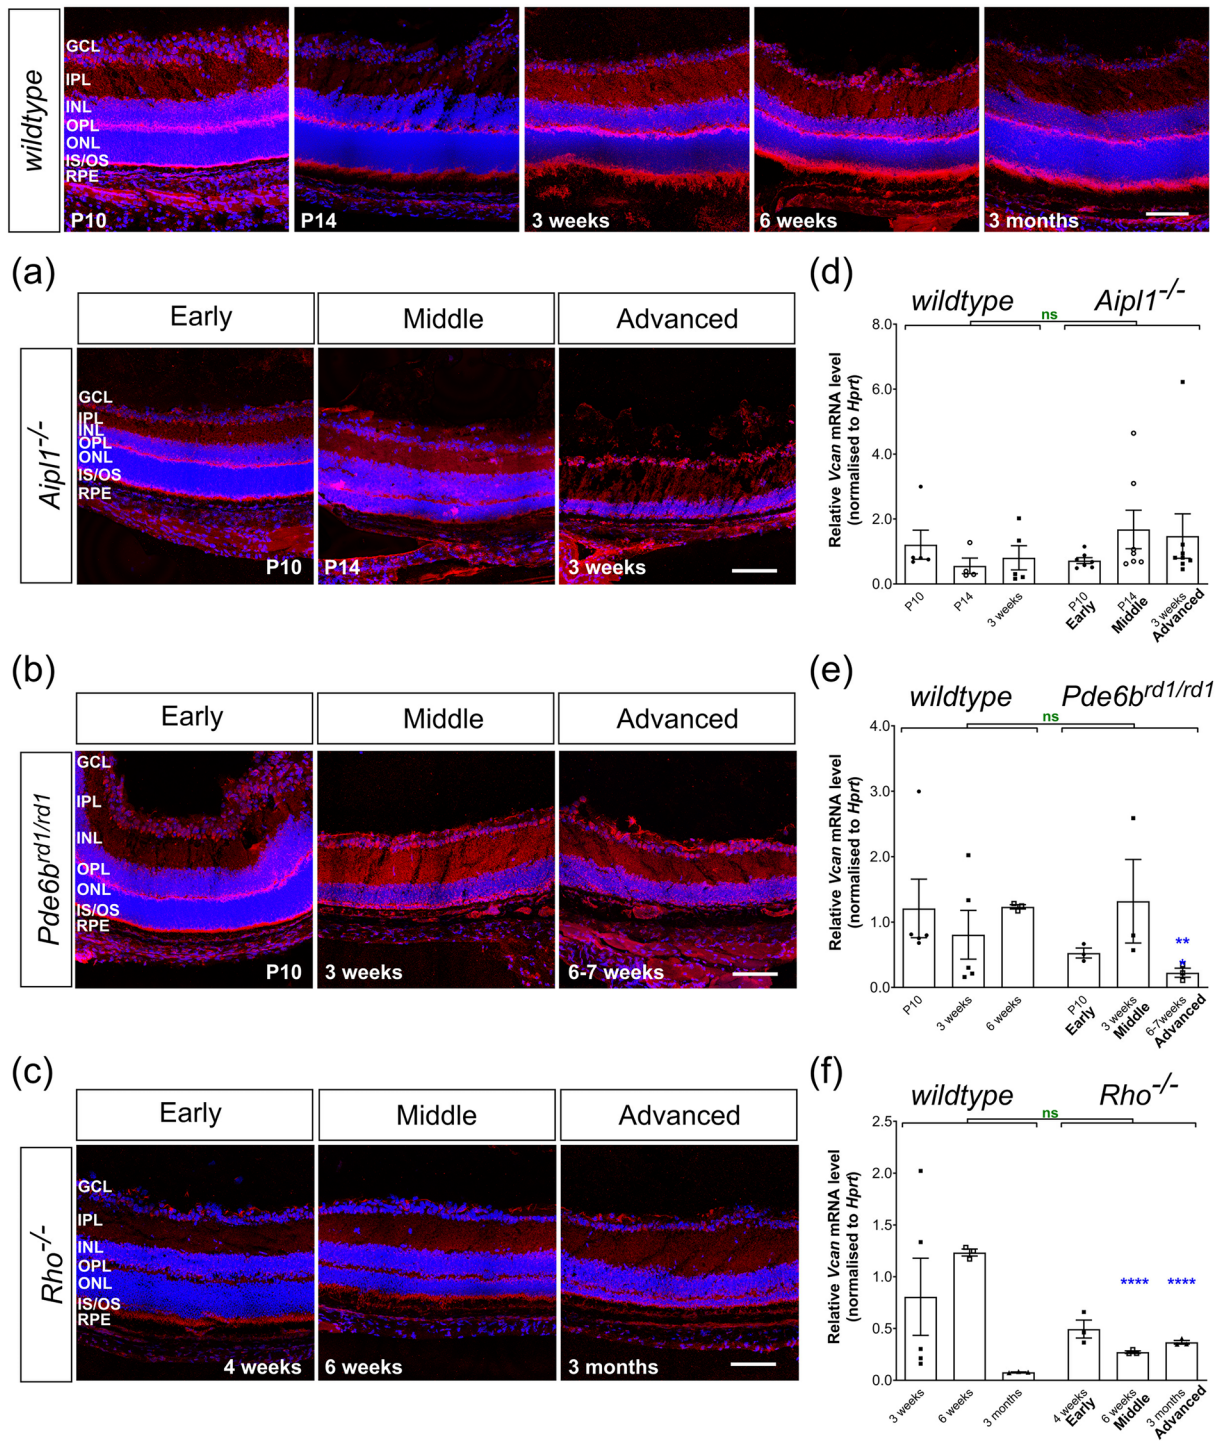 wildtype
GCL
IPL
INL
OPL
ONL
IS/OS
RPE
P10
P14
3 weeks
6 weeks
3 months
(a)
Early
Middle
Advanced
Aipl1-/-
GCL
IPL
INL
OPL
ONL
IS/OS
RPE
P10
P14
3 weeks
(d)
wildtype
Aipl1-/-
ns
Relative Vcan mRNA level
(normalised to Hprt)
8.0
6.0
4.0
2.0
0.0
P10
P14
3 weeks
P10
Early
P14
Middle
3 weeks
Advanced
(b)
Early
Middle
Advanced
Pde6brd1/rd1
GCL
IPL
INL
OPL
ONL
IS/OS
RPE
P10
3 weeks
6-7 weeks
(e)
wildtype
Pde6brd1/rd1
ns
Relative Vcan mRNA level
(normalised to Hprt)
4.0
3.0
2.0
1.0
0.0
**
*
P10
3 weeks
6 weeks
P10
Early
3 weeks
Middle
6-7weeks
Advanced
(c)
Early
Middle
Advanced
Rho-/-
GCL
IPL
INL
OPL
ONL
IS/OS
RPE
4 weeks
6 weeks
3 months
(f)
wildtype
Rho-/-
ns
Relative Vcan mRNA level
(normalised to Hprt)
2.5
2.0
1.5
1.0
0.5
0.0
****
****
3 weeks
6 weeks
3 months
4 weeks
Early
6 weeks
Middle
3 months
Advanced